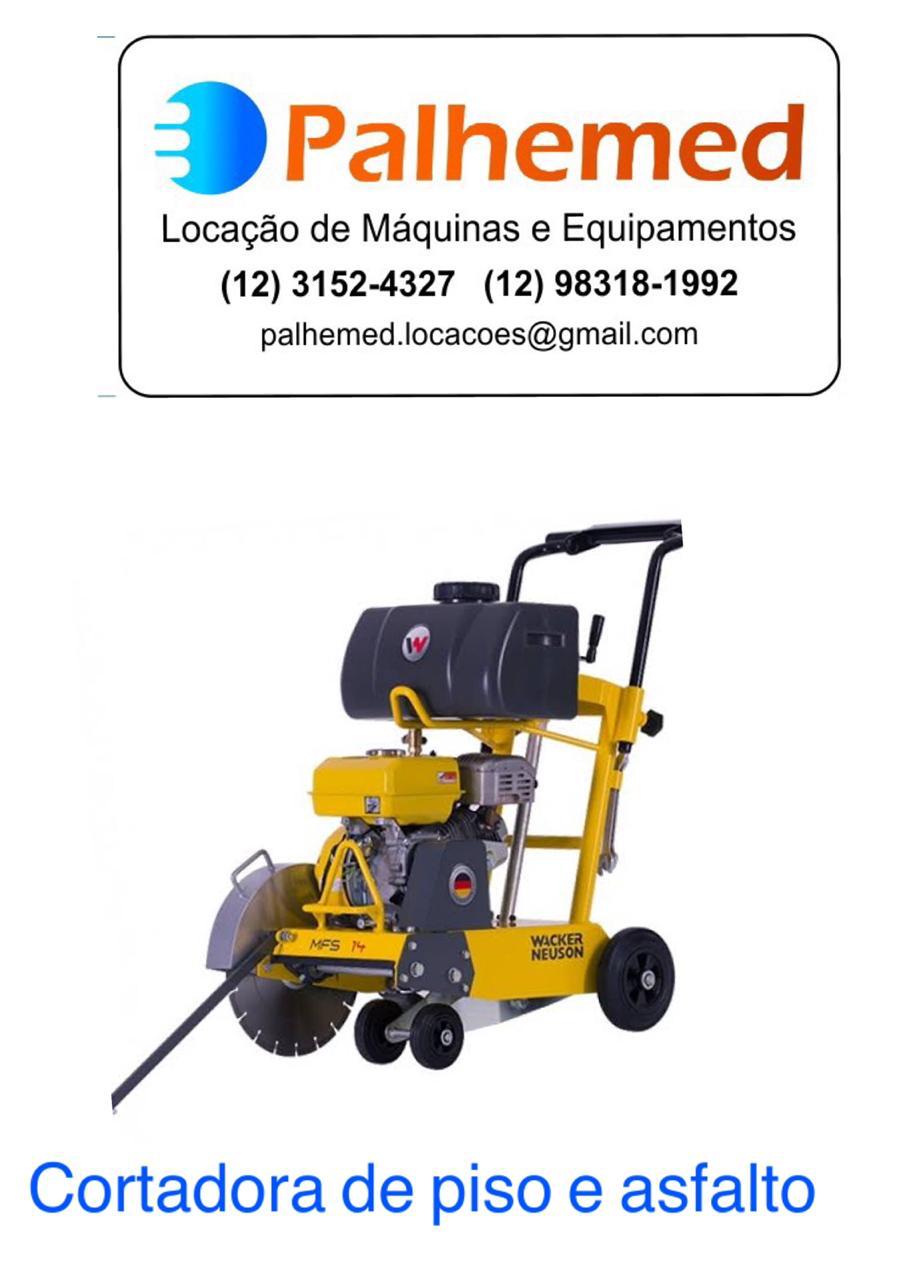 Palhemed
Locação de Máquinas e Equipamentos
(12) 3152-4327 (12) 98318-1992
palhemed.locacoes@gmail.com
W
MFS 14
WACKER
NEUSON
Cortadora de piso e asfalto